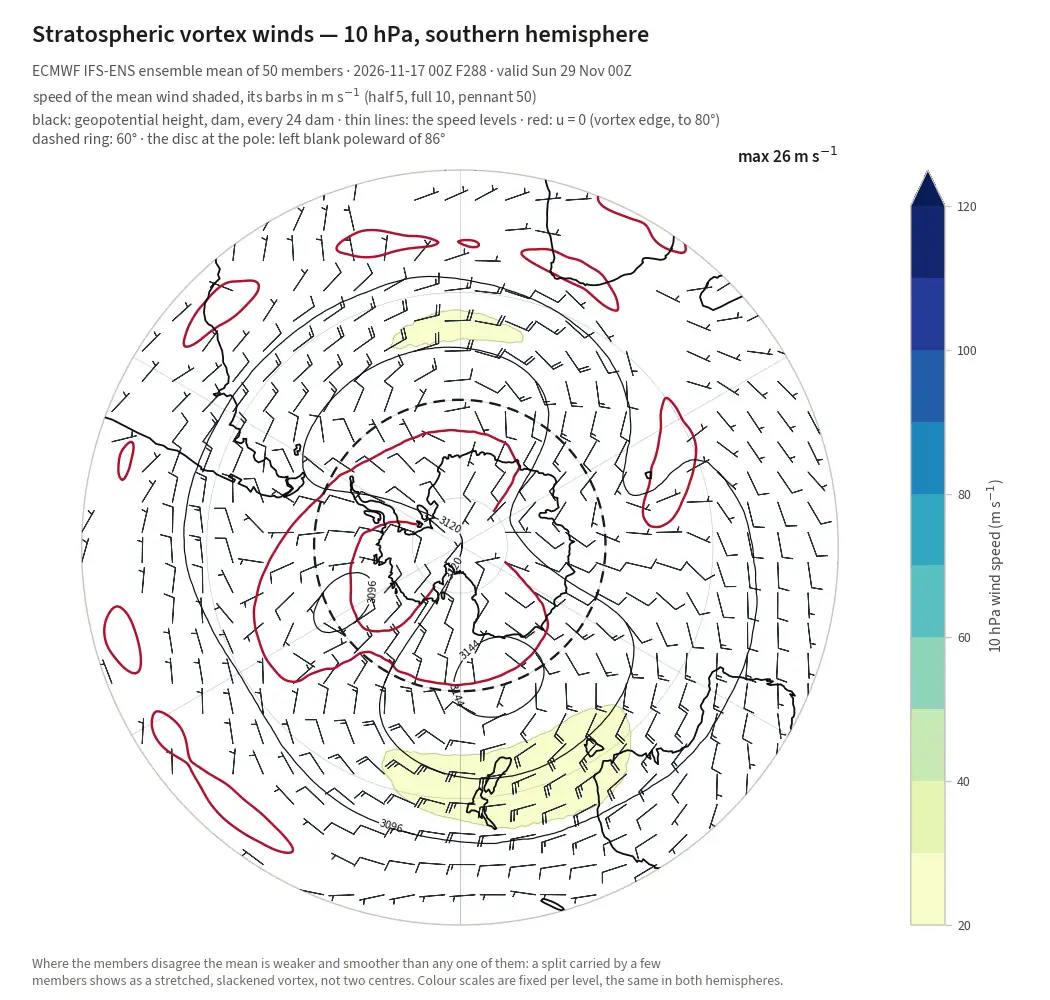 Stratospheric vortex winds — 10 hPa, southern hemisphere
ECMWF IFS-ENS ensemble mean of 50 members · 2026-11-17 00Z F288 · valid Sun 29 Nov 00Z
speed of the mean wind shaded, its barbs in m s⁻¹ (half 5, full 10, pennant 50)
black: geopotential height, dam, every 24 dam · thin lines: the speed levels · red: u = 0 (vortex edge, to 80°)
dashed ring: 60° · the disc at the pole: left blank poleward of 86°
max 26 m s⁻¹
120
100
80
60
40
20
10 hPa wind speed (m s⁻¹)
3120
3096
3144
3144
3096
Where the members disagree the mean is weaker and smoother than any one of them: a split carried by a few
members shows as a stretched, slackened vortex, not two centres. Colour scales are fixed per level, the same in both hemispheres.